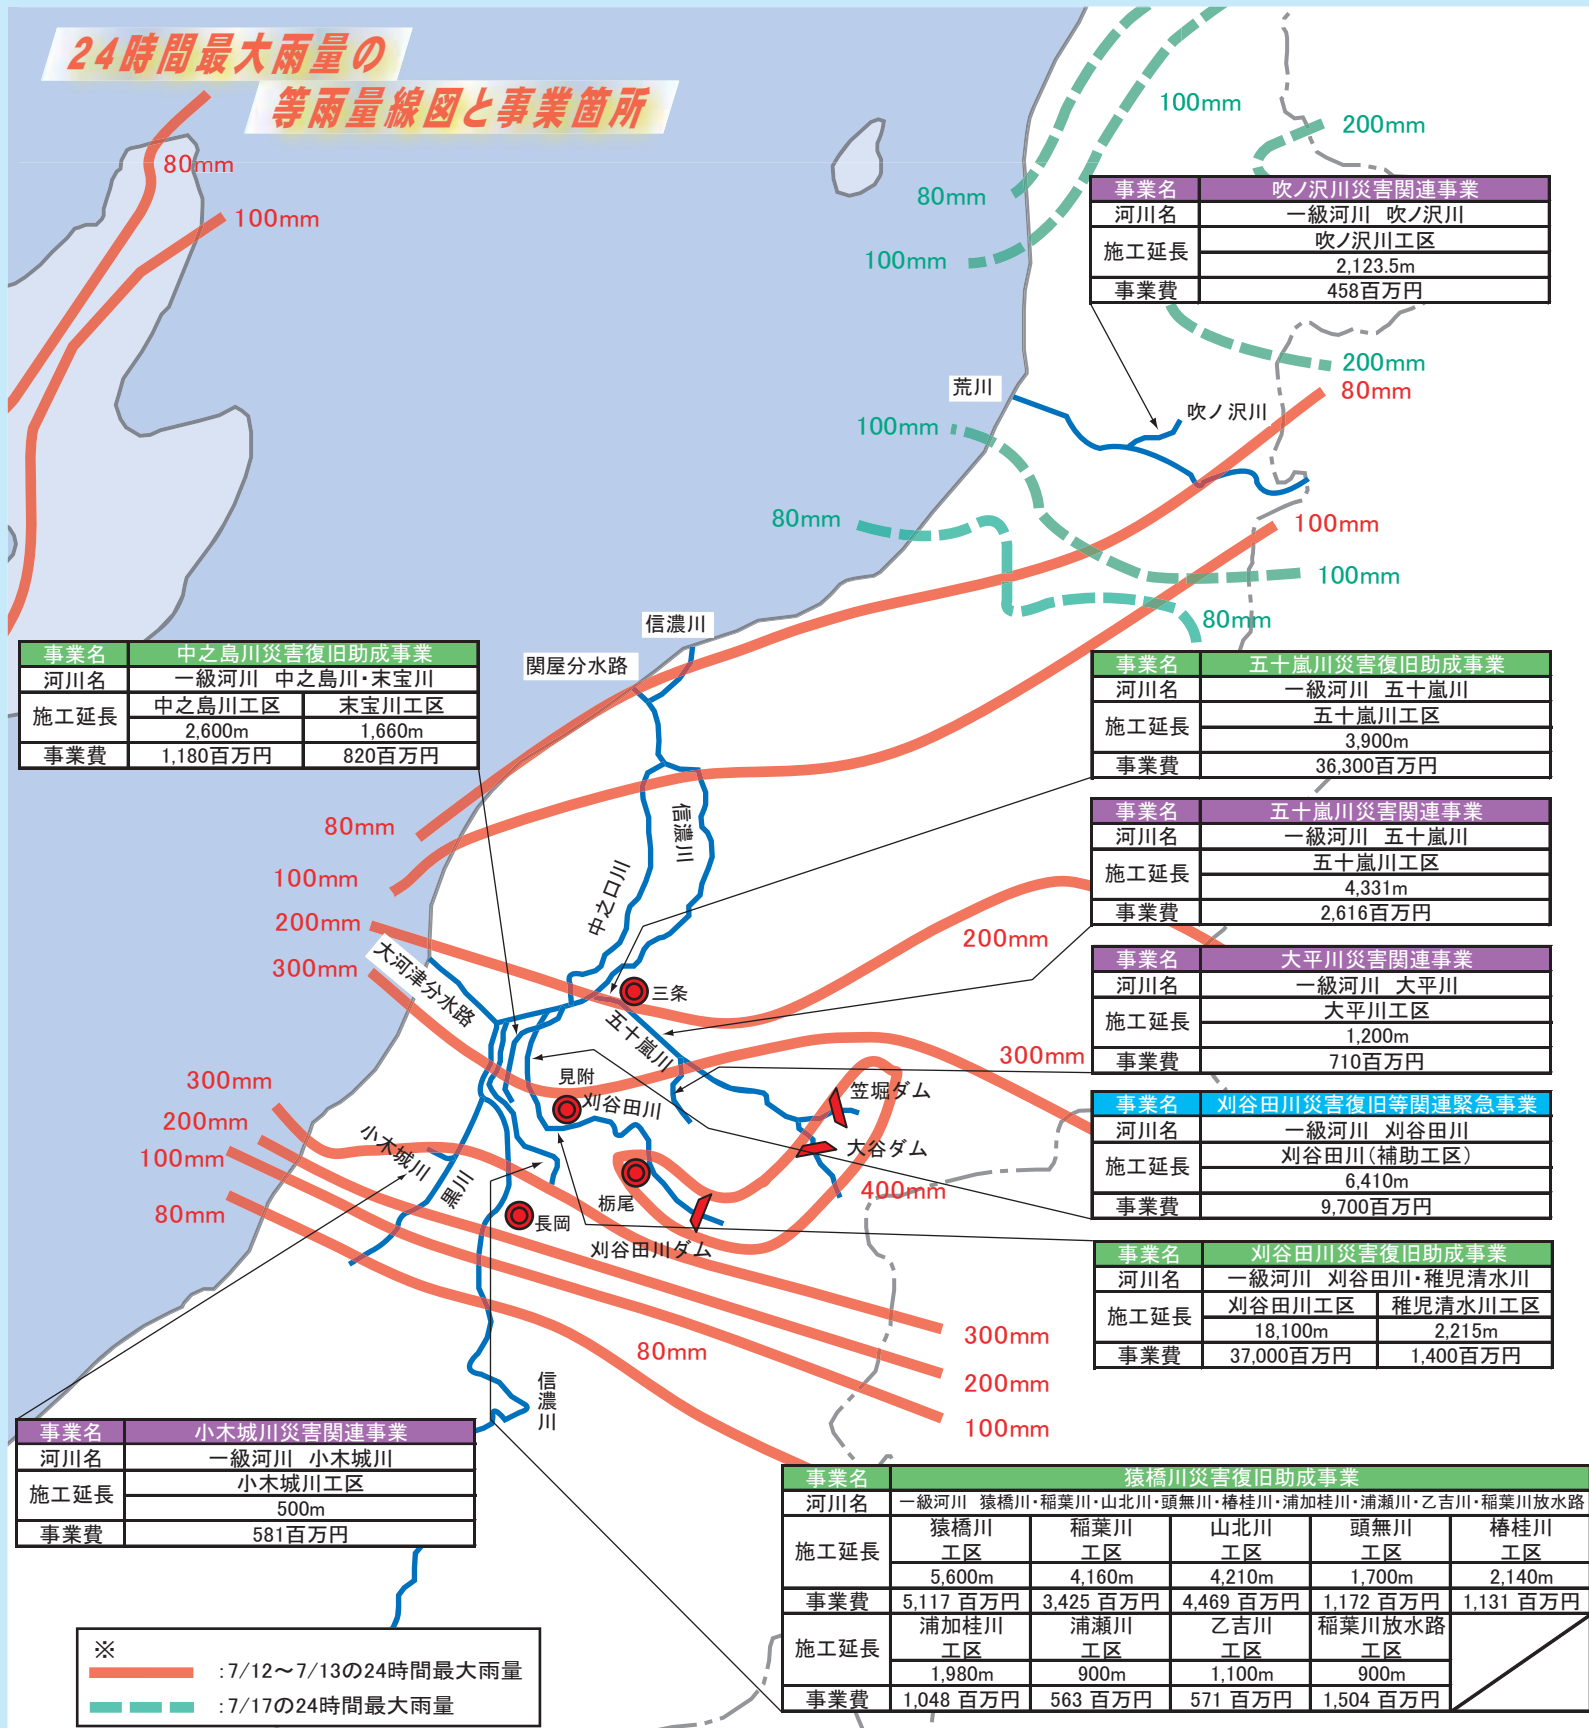 24時間最大雨量の
等雨量線図と事業箇所
80mm
100mm
100mm
200mm
80mm
100mm
事業名 吹ノ沢川災害関連事業
河川名 一級河川 吹ノ沢川
施工延長 吹ノ沢川工区
2,123.5m
事業費 458百万円
200mm
80mm
荒川
吹ノ沢川
100mm
80mm
100mm
100mm
80mm
信濃川
関屋分水路
事業名 中之島川災害復旧助成事業
河川名 一級河川 中之島川・末宝川
施工延長 中之島川工区 末宝川工区
2,600m 1,660m
事業費 1,180百万円 820百万円
事業名 五十嵐川災害復旧助成事業
河川名 一級河川 五十嵐川
施工延長 五十嵐川工区
3,900m
事業費 36,300百万円
80mm
100mm
200mm
300mm
信濃川
中之口川
大河津分水路
事業名 五十嵐川災害関連事業
河川名 一級河川 五十嵐川
施工延長 五十嵐川工区
4,331m
事業費 2,616百万円
200mm
三条
五十嵐川
事業名 大平川災害関連事業
河川名 一級河川 大平川
施工延長 大平川工区
1,200m
事業費 710百万円
300mm
見附
刈谷田川
笠堀ダム
大谷ダム
400mm
300mm
200mm
100mm
80mm
小木城川
黒川
長岡
栃尾
刈谷田川ダム
事業名 刈谷田川災害復旧等関連緊急事業
河川名 一級河川 刈谷田川
施工延長 刈谷田川(補助工区)
6,410m
事業費 9,700百万円
事業名 刈谷田川災害復旧助成事業
河川名 一級河川 刈谷田川・稚児清水川
施工延長 刈谷田川工区 稚児清水川工区
18,100m 2,215m
事業費 37,000百万円 1,400百万円
300mm
80mm
200mm
100mm
信濃川
事業名 小木城川災害関連事業
河川名 一級河川 小木城川
施工延長 小木城川工区
500m
事業費 581百万円
事業名 猿橋川災害復旧助成事業
河川名 一級河川 猿橋川・稲葉川・山北川・頭無川・椿桂川・浦加桂川・浦瀬川・乙吉川・稲葉川放水路
施工延長 猿橋川 稲葉川 山北川 頭無川 椿桂川
工区 工区 工区 工区 工区
5,600m 4,160m 4,210m 1,700m 2,140m
事業費 5,117 百万円 3,425 百万円 4,469 百万円 1,172 百万円 1,131 百万円
施工延長 浦加桂川 浦瀬川 乙吉川 稲葉川放水路
工区 工区 工区 工区
1,980m 900m 1,100m 900m
事業費 1,048 百万円 563 百万円 571 百万円 1,504 百万円
※
:7/12～7/13の24時間最大雨量
:7/17の24時間最大雨量